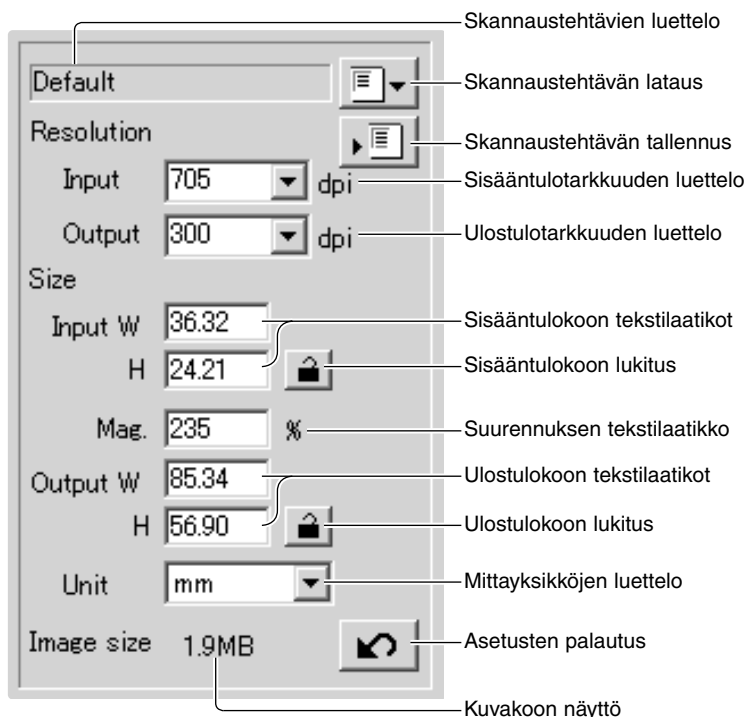 Skannaustehtävien luettelo
Default
Skannaustehtävän lataus
Resolution
Skannaustehtävän tallennus
Input 705 dpi
Sisääntulotarkkuuden luettelo
Output 300 dpi
Ulostulotarkkuuden luettelo
Size
Input W 36.32
Sisääntulokoon tekstilaatikot
H 24.21
Sisääntulokoon lukitus
Mag. 235 %
Suurennuksen tekstilaatikko
Output W 85.34
Ulostulokoon tekstilaatikot
H 56.90
Ulostulokoon lukitus
Unit mm
Mittayksikköjen luettelo
Image size 1.9MB
Asetusten palautus
Kuvakoon näyttö